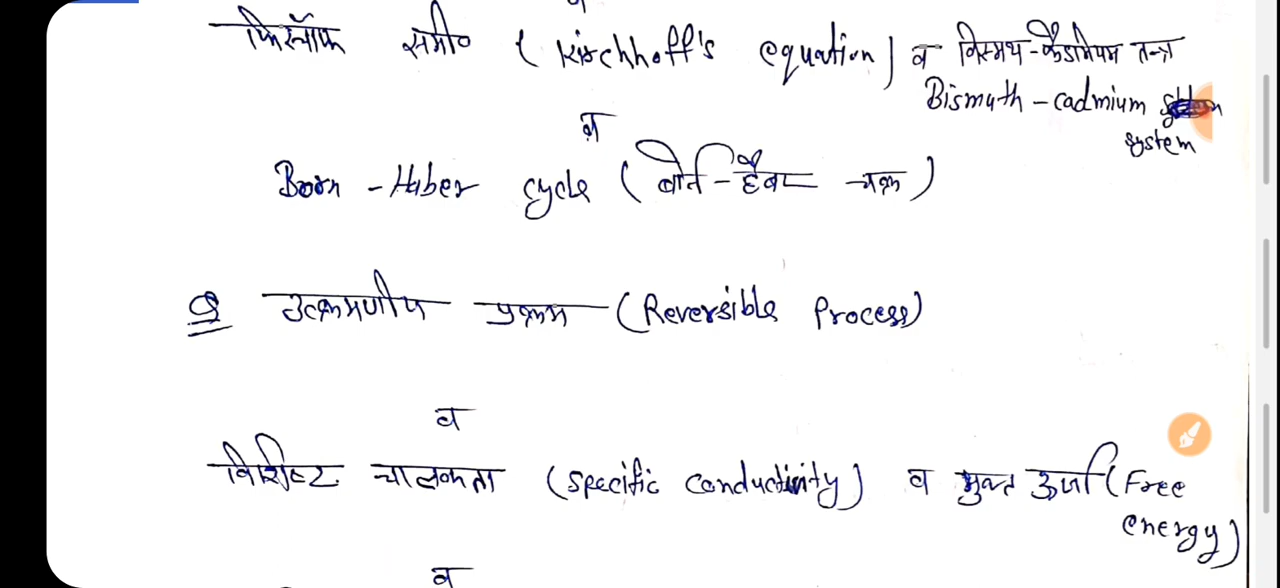 व
किरचॉफ समी० (Kirchhoff's equation) व विस्मथ-कैडमियम तन्त्र
Bismuth-cadmium
system
व
Born-Haber cycle (बोर्न-हैबर चक्र)
Q उत्क्रमणीय प्रक्रम (Reversible Process)
व
विशिष्ट चालकता (Specific conductivity) व मुक्त ऊर्जा (Free
energy)
व